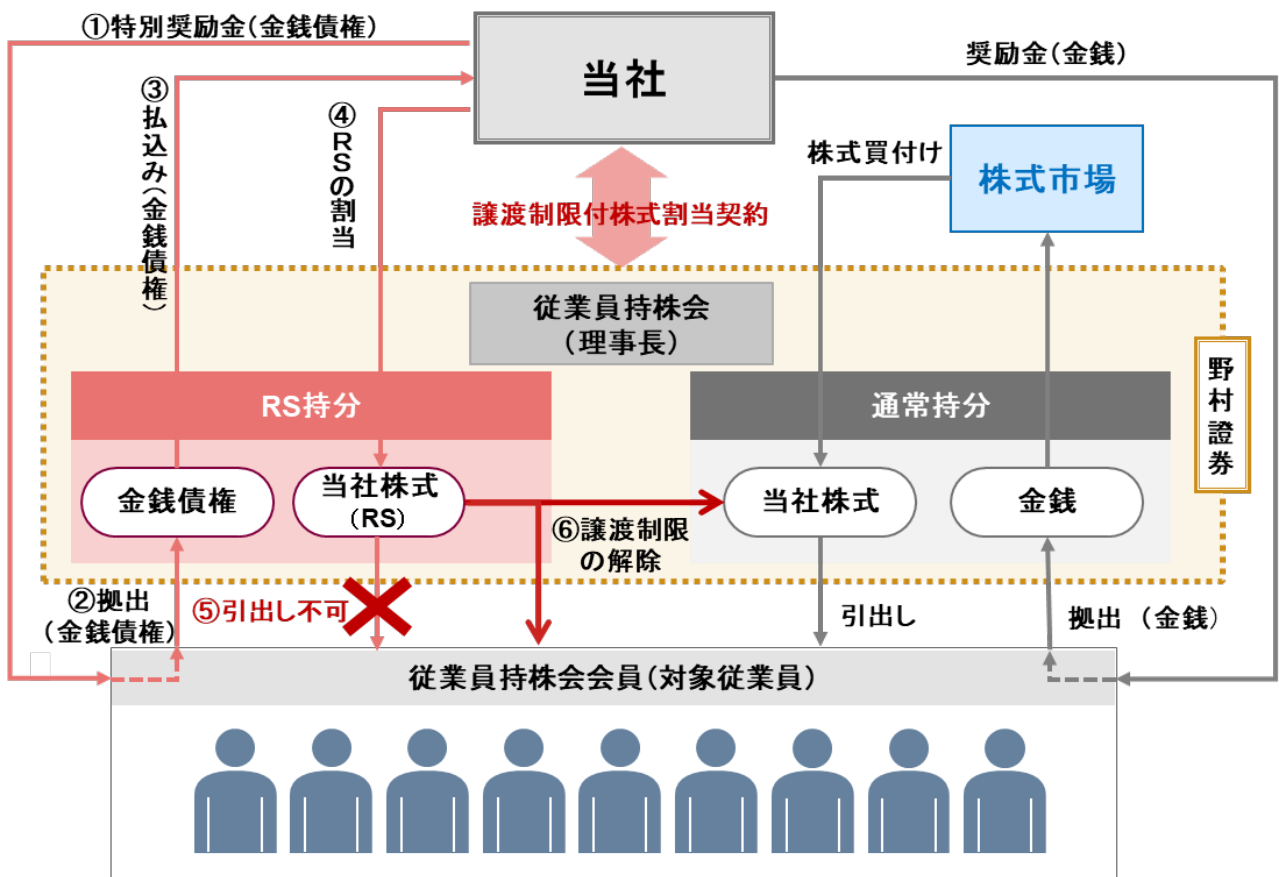 ①特別奨励金(金銭債権)
当社
奨励金(金銭)
③払込み(金銭債権)
④RSの割当
株式買付け
株式市場
譲渡制限付株式割当契約
従業員持株会
(理事長)
野村證券
RS持分
通常持分
金銭債権
当社株式
(RS)
当社株式
金銭
⑥譲渡制限
の解除
②拠出
(金銭債権)
⑤引出し不可
引出し
拠出 (金銭)
従業員持株会会員(対象従業員)